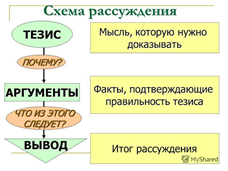 Схема рассуждения
ТЕЗИС
Мысль, которую нужно
доказывать
ПОЧЕМУ?
АРГУМЕНТЫ
Факты, подтверждающие
правильность тезиса
ЧТО ИЗ ЭТОГО
СЛЕДУЕТ?
ВЫВОД
Итог рассуждения
MyShared